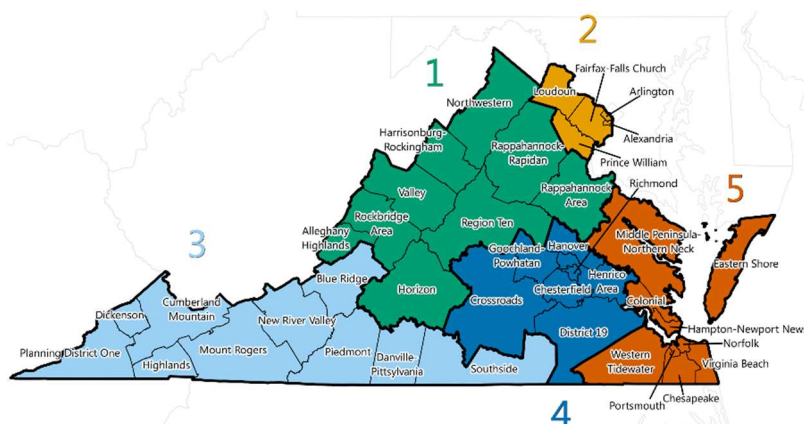 2
Fairfax-Falls Church
1
Loudoun
Arlington
Northwestern
Alexandria
Harrisonburg-
Rockingham
Rappahannock-
Rapidan
Prince William
Richmond
Valley
Rappahannock
Area
5
Rockbridge
Area
Region Ten
Middle Peninsula-
Northern Neck
3
Alleghany
Highlands
Goochland-
Powhatan
Hanover
Eastern Shore
Blue Ridge
Henrico
Area
Horizon
Chesterfield
Crossroads
Colonial
Cumberland
Mountain
Dickenson
New River Valley
Hampton-Newport News
District 19
Norfolk
Planning District One
Mount Rogers
Piedmont
Danville-
Pittsylvania
Highlands
Southside
Western
Tidewater
Virginia Beach
Chesapeake
Portsmouth
4